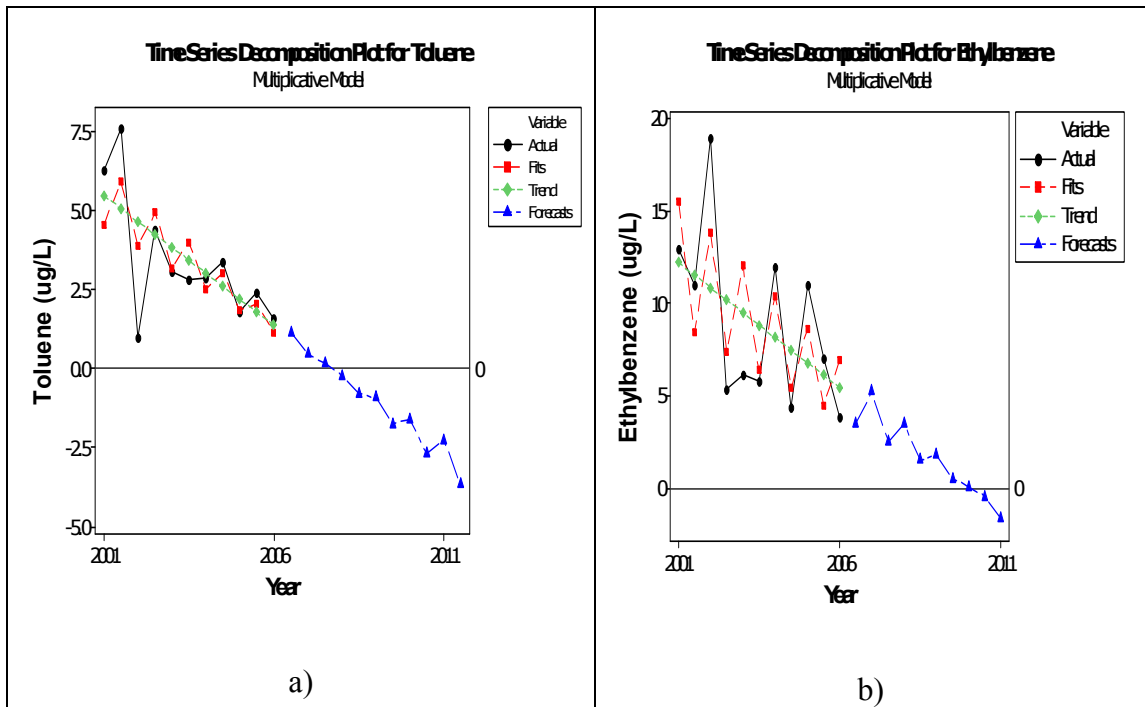 Time Series Decomposition Plot for Toluene
Multiplicative Model
7.5
5.0
2.5
0.0
-2.5
-5.0
Toluene (ug/L)
2001
2006
2011
Year
0
Variable
Actual
Fits
Trend
Forecasts
a)
Time Series Decomposition Plot for Ethylbenzene
Multiplicative Model
20
15
10
5
0
Ethylbenzene (ug/L)
2001
2006
2011
Year
0
Variable
Actual
Fits
Trend
Forecasts
b)